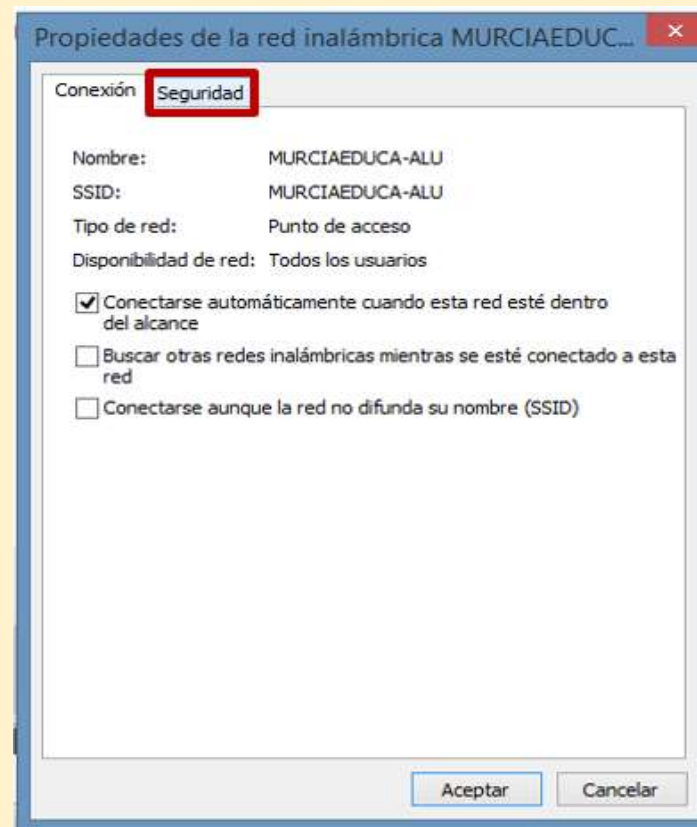 Propiedades de la red inalámbrica MURCIAEDUC...
Conexión Seguridad
Nombre: MURCIAEDUCA-ALU
SSID: MURCIAEDUCA-ALU
Tipo de red: Punto de acceso
Disponibilidad de red: Todos los usuarios
Conectarse automáticamente cuando esta red esté dentro
del alcance
Buscar otras redes inalámbricas mientras se esté conectado a esta
red
Conectarse aunque la red no difunda su nombre (SSID)
Aceptar Cancelar